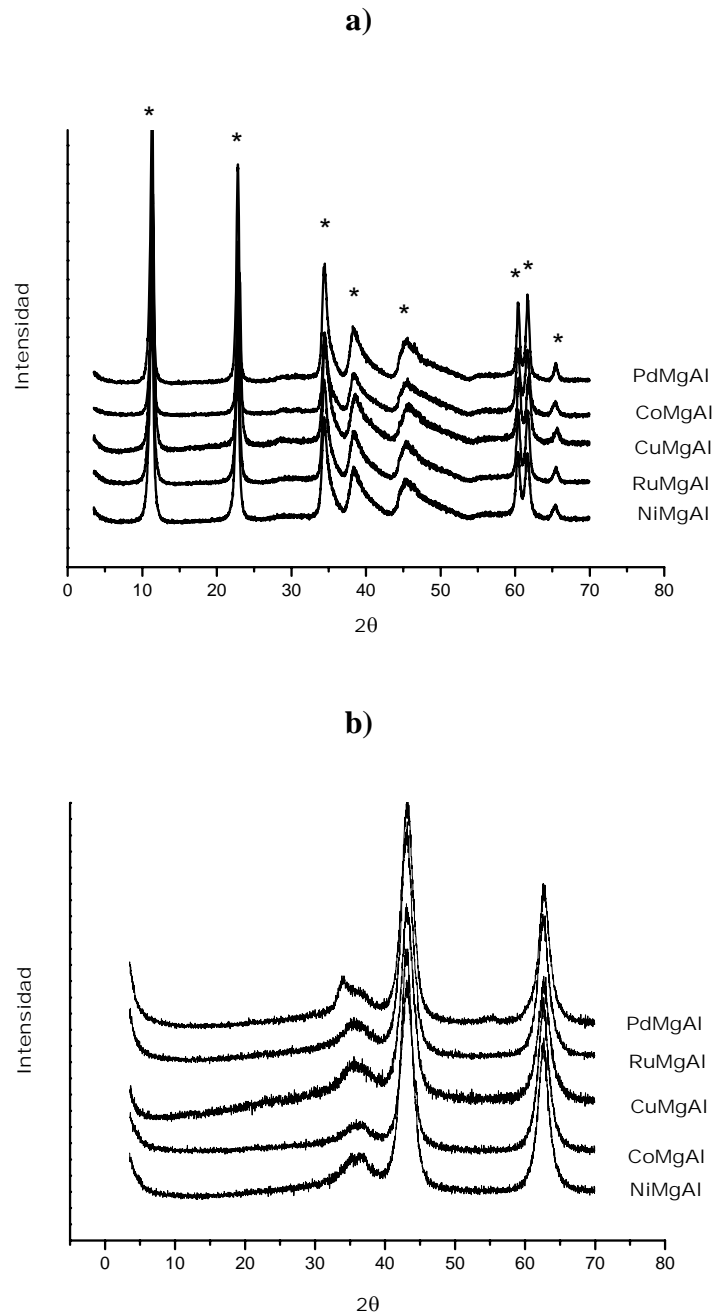 a)
*
*
*
*
*
*
*
*
Intensidad
PdMgAl
CoMgAl
CuMgAl
RuMgAl
NiMgAl
0 10 20 30 40 50 60 70 80
2θ
b)
Intensidad
PdMgAl
RuMgAl
CuMgAl
CoMgAl
NiMgAl
0 10 20 30 40 50 60 70 80
2θ